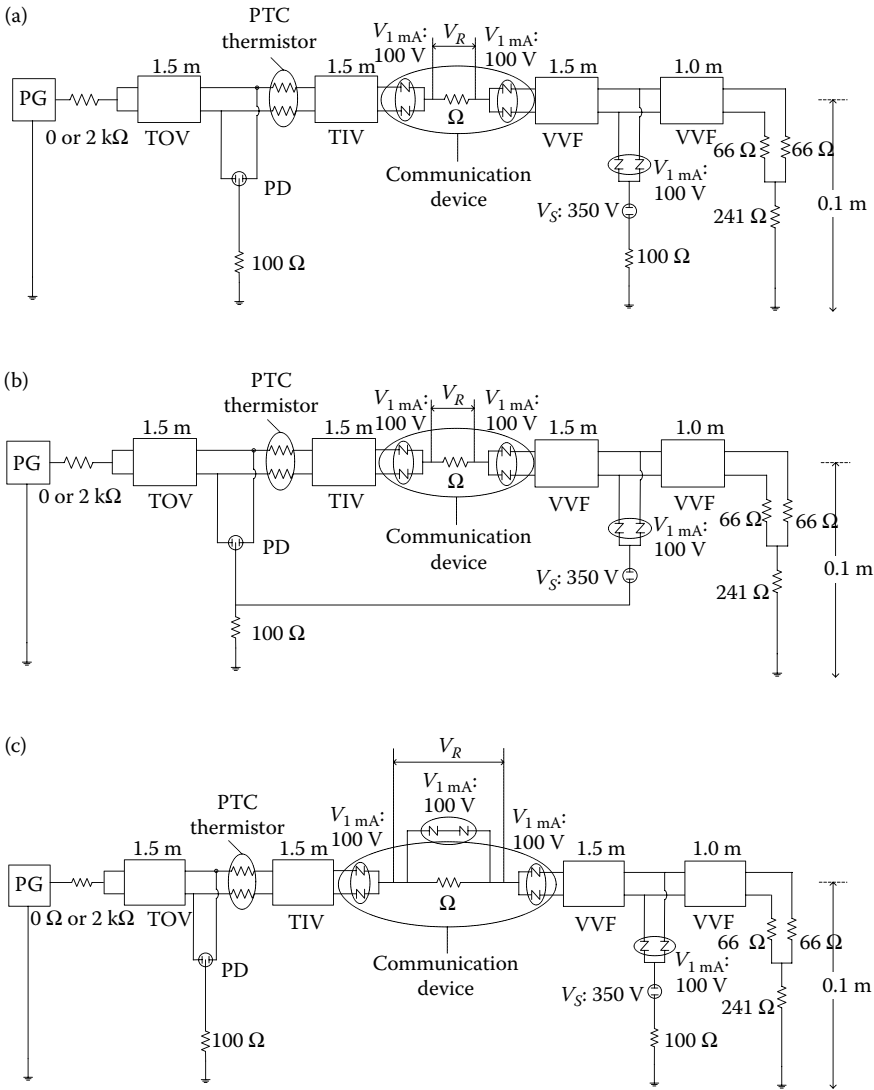 (a)
PTC
thermistor
V1 mA:
100 V
VR
V1 mA:
100 V
1.5 m
1.5 m
1.5 m
1.0 m
PG
0 or 2 kΩ
TOV
TIV
Ω
VVF
VVF
66 Ω
66 Ω
PD
Communication
device
V1 mA:
100 V
VS: 350 V
241 Ω
0.1 m
100 Ω
100 Ω
(b)
PTC
thermistor
V1 mA:
100 V
VR
V1 mA:
100 V
1.5 m
1.5 m
1.5 m
1.0 m
PG
0 or 2 kΩ
TOV
TIV
Ω
VVF
VVF
66 Ω
66 Ω
PD
Communication
device
V1 mA:
100 V
VS: 350 V
241 Ω
0.1 m
100 Ω
(c)
VR
V1 mA:
100 V
PTC
thermistor
V1 mA:
100 V
V1 mA:
100 V
1.5 m
1.5 m
1.5 m
1.0 m
PG
0 Ω or 2 kΩ
TOV
TIV
Ω
VVF
VVF
66 Ω
66 Ω
PD
Communication
device
V1 mA:
100 V
VS: 350 V
241 Ω
0.1 m
100 Ω
100 Ω